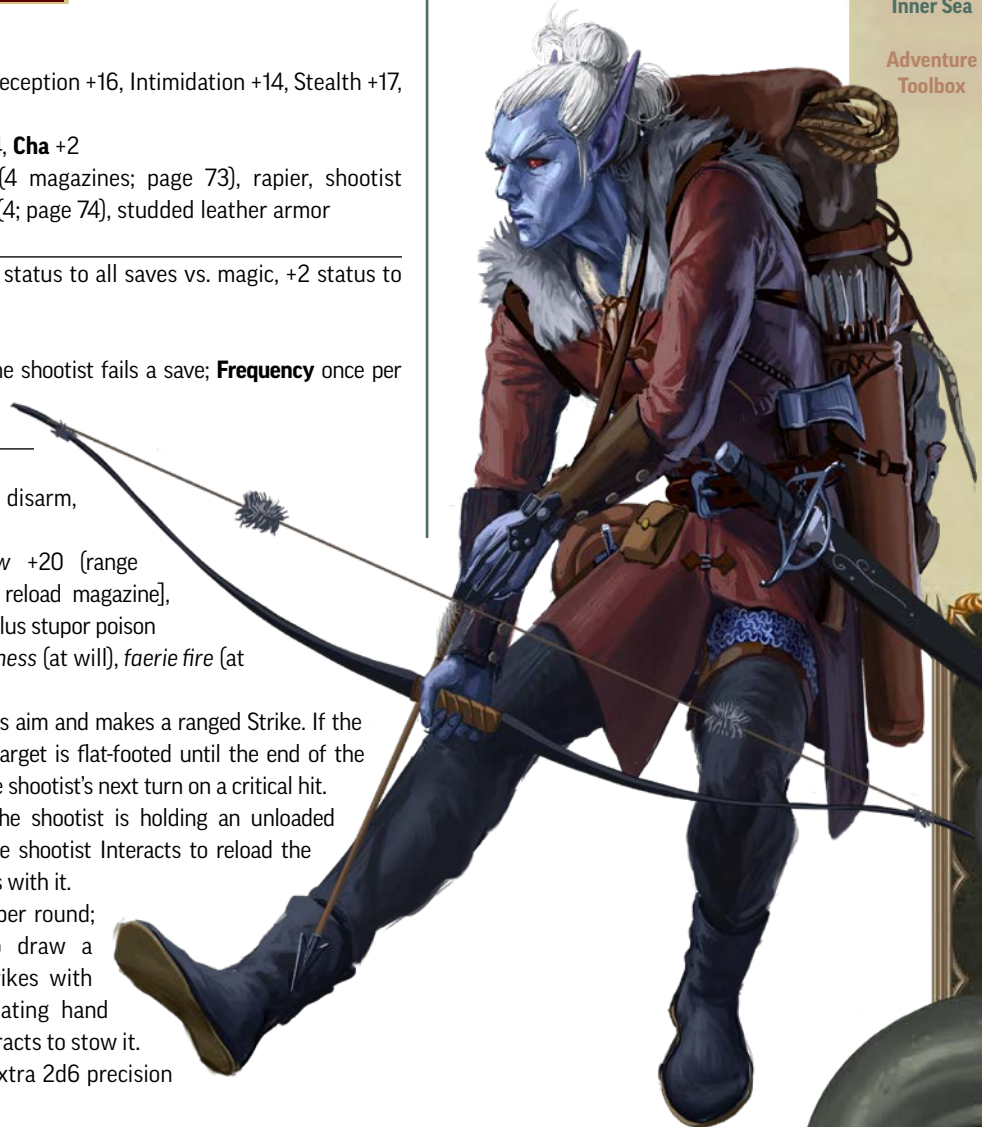 Inner Sea
Adventure
Toolbox
eception +16, Intimidation +14, Stealth +17,
, Cha +2
(4 magazines; page 73), rapier, shootist
(4; page 74), studded leather armor
status to all saves vs. magic, +2 status to
he shootist fails a save; Frequency once per
disarm,
w +20 (range
reload magazine],
lus stupor poison
ness (at will), faerie fire (at
s aim and makes a ranged Strike. If the
arget is flat-footed until the end of the
e shootist's next turn on a critical hit.
he shootist is holding an unloaded
e shootist Interacts to reload the
s with it.
per round;
draw a
ikes with
ating hand
racts to stow it.
xtra 2d6 precision